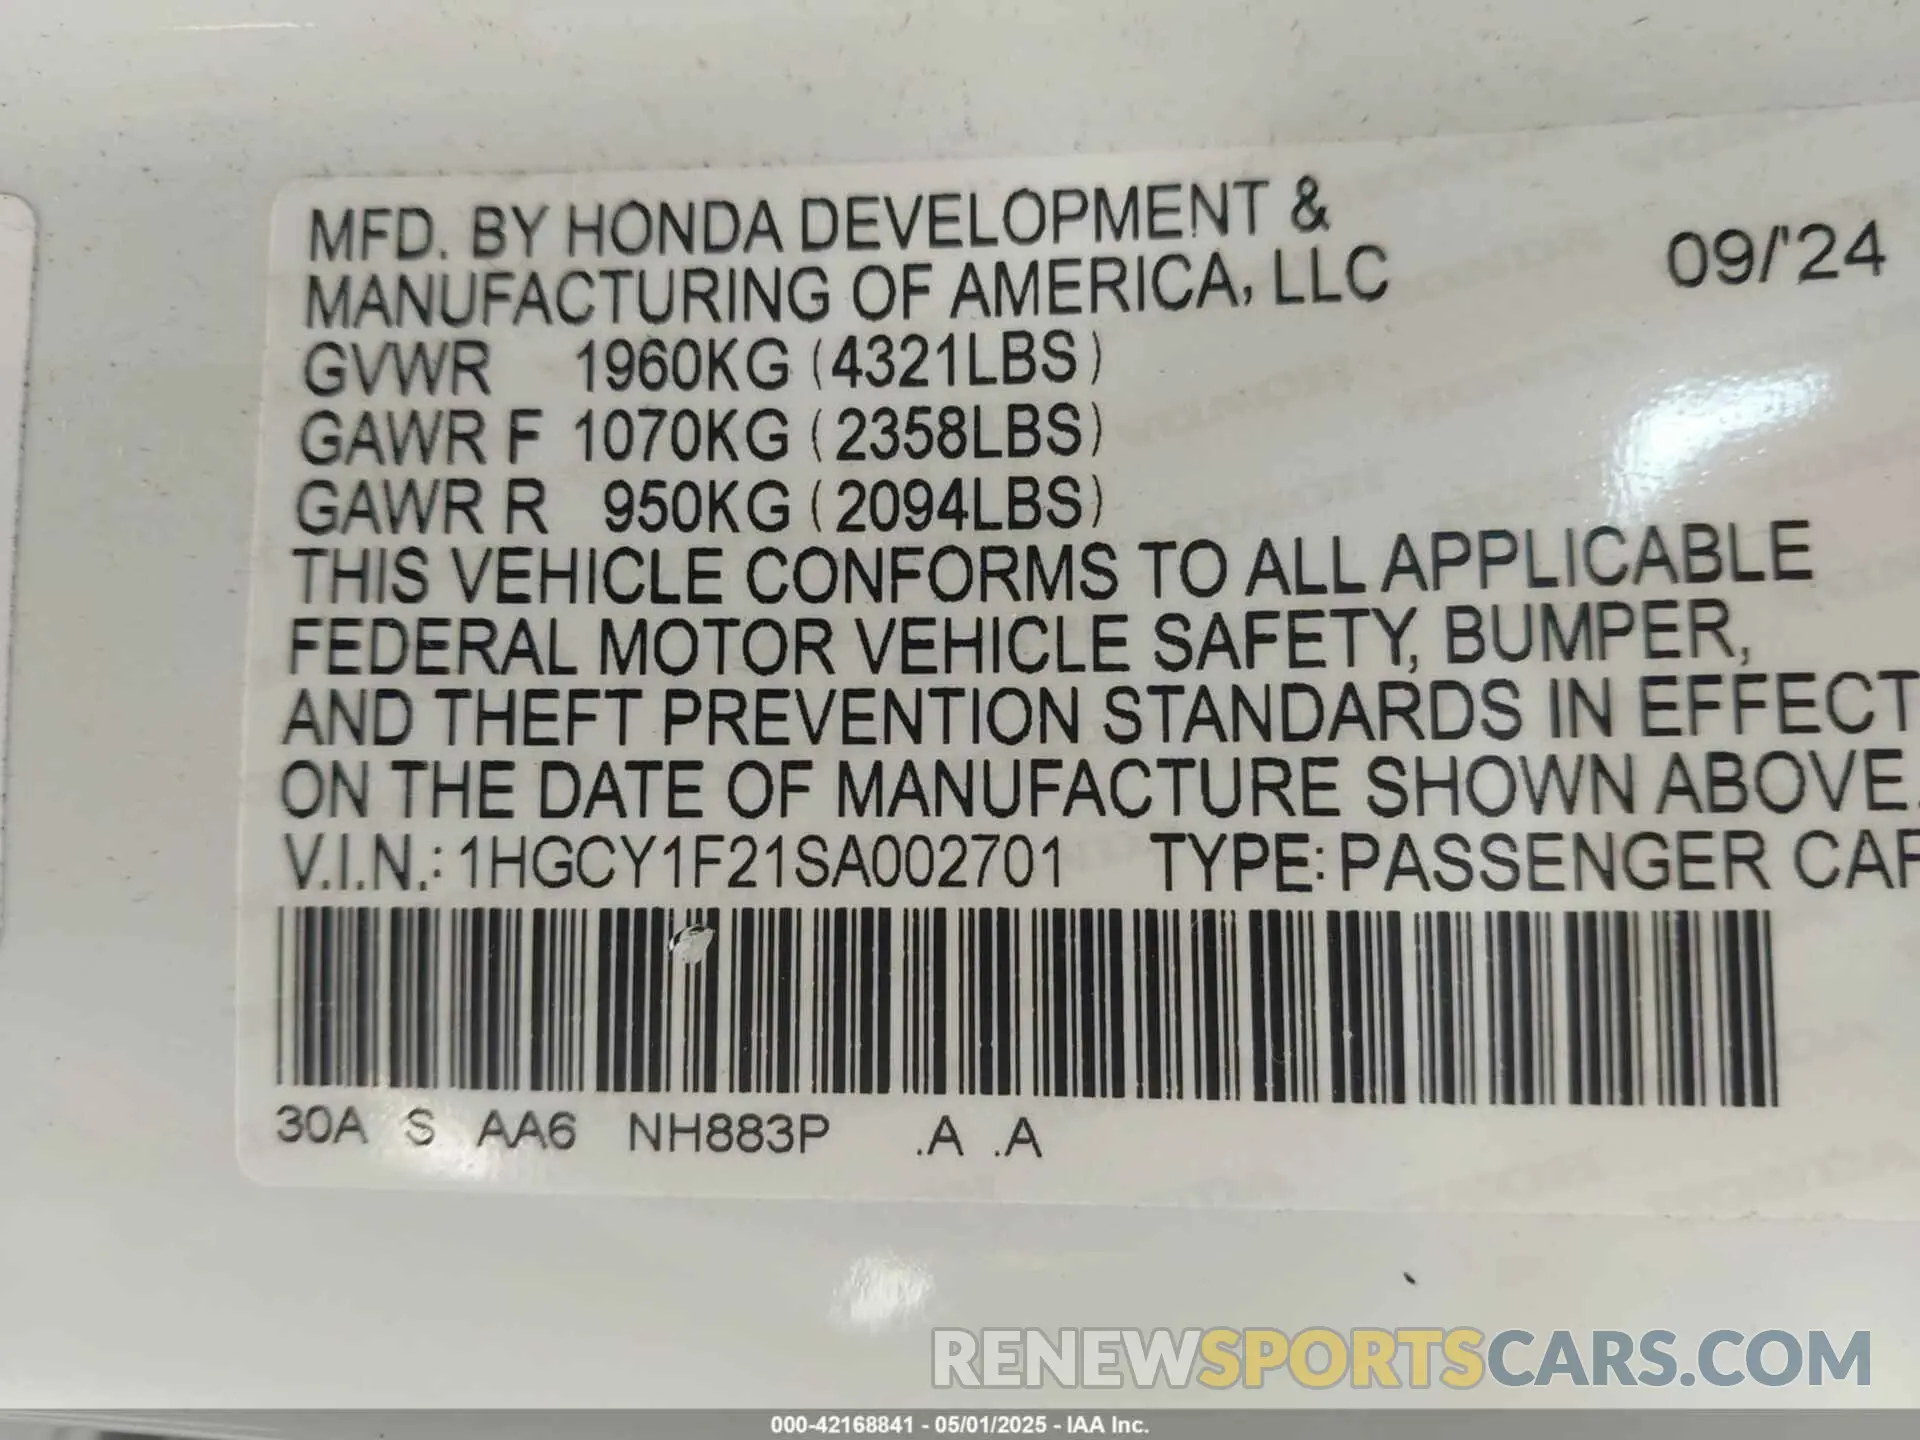 MFD. BY HONDA DEVELOPMENT &
MANUFACTURING OF AMERICA, LLC 09/'24
GVWR 1960KG (4321LBS)
GAWR F 1070KG (2358LBS)
GAWR R 950KG (2094LBS)
THIS VEHICLE CONFORMS TO ALL APPLICABLE
FEDERAL MOTOR VEHICLE SAFETY, BUMPER,
AND THEFT PREVENTION STANDARDS IN EFFECT
ON THE DATE OF MANUFACTURE SHOWN ABOVE.
V.I.N.: 1HGCY1F21SA002701 TYPE: PASSENGER CAR
30A S AA6 NH883P .A .A
RENEWSPORTSCARS.COM
000-42168841 - 05/01/2025 - IAA Inc.